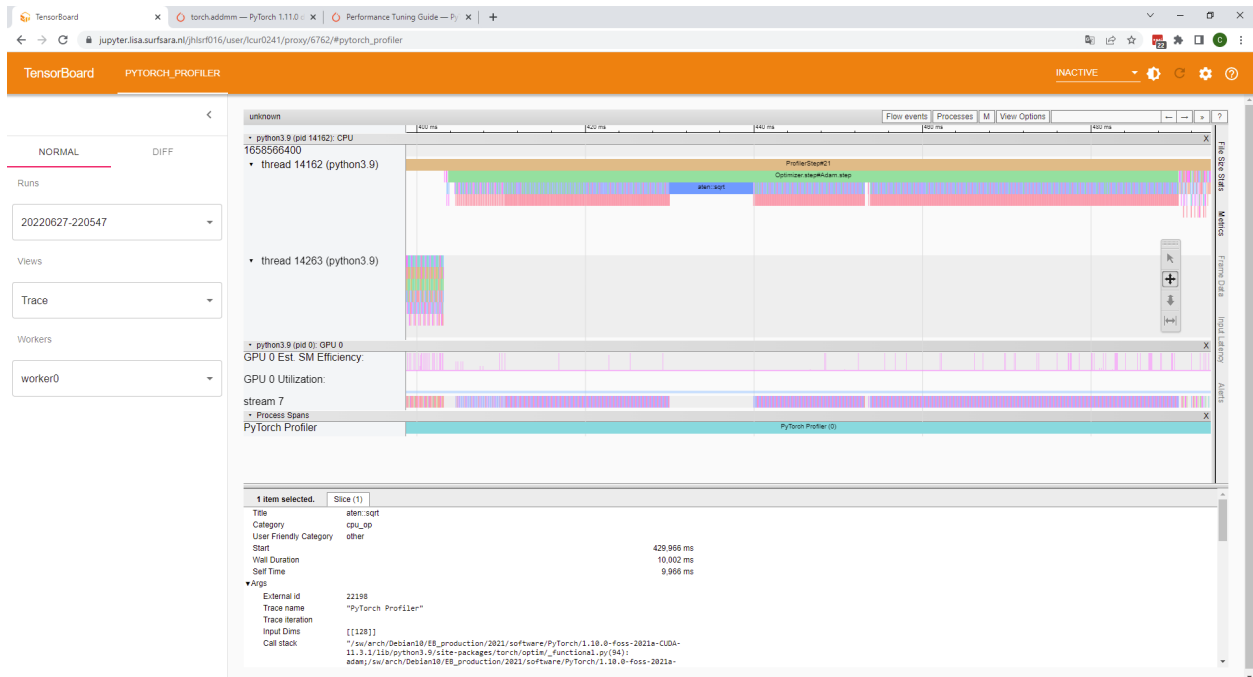 TensorBoard
torch.addmm — PyTorch 1.11.0 d
Performance Tuning Guide — Py
jupyter.lisa.surfsara.nl/jhlsrf016/user/lcur0241/proxy/6762/#pytorch_profiler
22
C
TensorBoard
PYTORCH_PROFILER
INACTIVE
NORMAL
DIFF
Runs
20220627-220547
Views
Trace
Workers
worker0
unknown
Flow events
Processes
M
View Options
←
→
»
?
400 ms
420 ms
440 ms
460 ms
480 ms
python3.9 (pid 14162): CPU
X
1658566400
thread 14162 (python3.9)
ProfilerStep#21
Optimizer.step#Adam.step
aten::sqrt
thread 14263 (python3.9)
python3.9 (pid 0): GPU 0
X
GPU 0 Est. SM Efficiency:
GPU 0 Utilization:
stream 7
Process Spans
X
PyTorch Profiler
PyTorch Profiler (0)
File Size Stats
Metrics
Frame Data
Input Latency
Alerts
1 item selected.
Slice (1)
Title aten::sqrt
Category cpu_op
User Friendly Category other
Start 429,966 ms
Wall Duration 10,002 ms
Self Time 9,966 ms
▼Args
External id 22198
Trace name "PyTorch Profiler"
Trace iteration
Input Dims [[128]]
Call stack "/sw/arch/Debian10/EB_production/2021/software/PyTorch/1.10.0-foss-2021a-CUDA-
11.3.1/lib/python3.9/site-packages/torch/optim/_functional.py(94):
adam;/sw/arch/Debian10/EB_production/2021/software/PyTorch/1.10.0-foss-2021a-